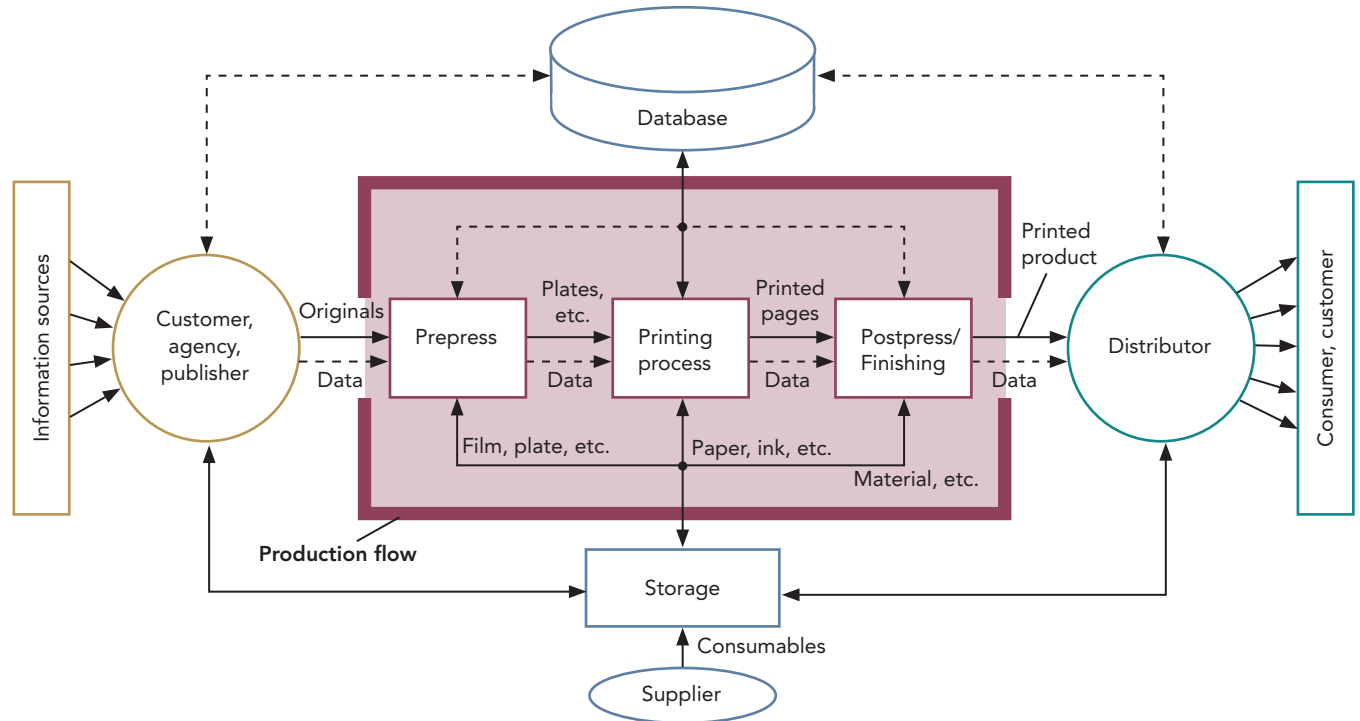 Database
Information sources
Customer,
agency,
publisher
Originals
Data
Prepress
Plates,
etc.
Data
Printing
process
Printed
pages
Data
Postpress/
Finishing
Printed
product
Data
Distributor
Consumer, customer
Film, plate, etc.
Paper, ink, etc.
Material, etc.
Production flow
Storage
Consumables
Supplier